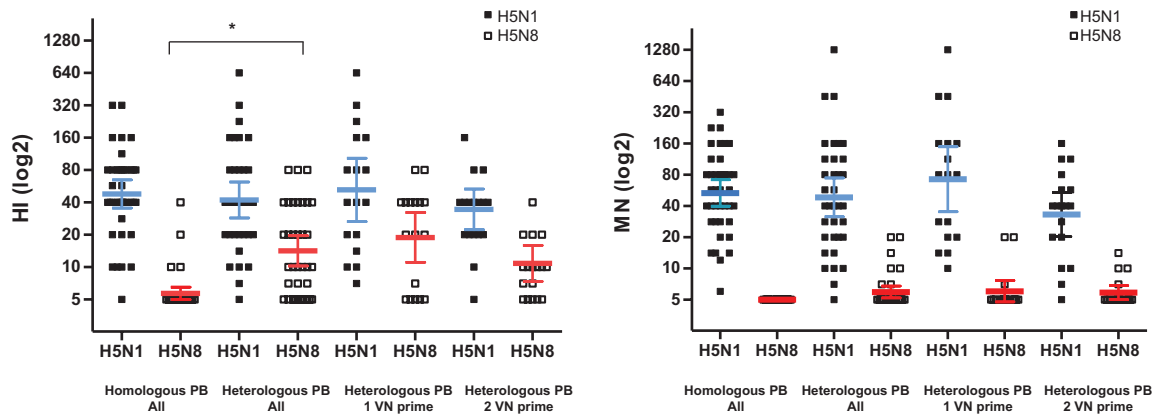 ■ H5N1
□ H5N8
*
HI (log2)
1280
640
320
160
80
40
20
10
5
H5N1 H5N8 H5N1 H5N8 H5N1 H5N8 H5N1 H5N8
Homologous PB Heterologous PB Heterologous PB Heterologous PB
All All 1 VN prime 2 VN prime
■ H5N1
□ H5N8
MN (log2)
1280
640
320
160
80
40
20
10
5
H5N1 H5N8 H5N1 H5N8 H5N1 H5N8 H5N1 H5N8
Homologous PB Heterologous PB Heterologous PB Heterologous PB
All All 1 VN prime 2 VN prime